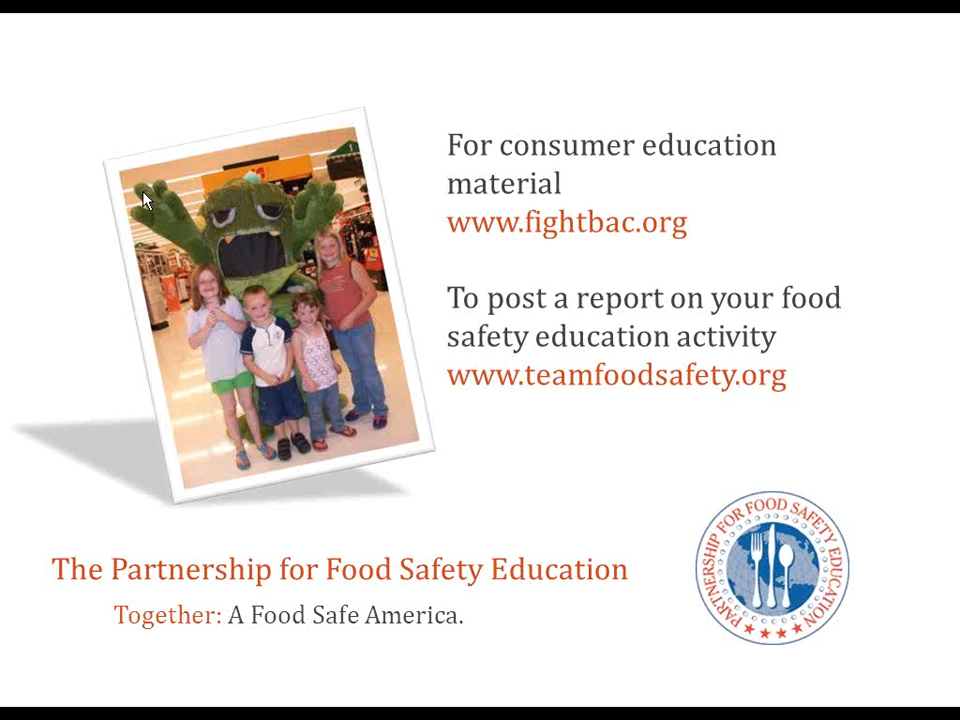 For consumer education
material
www.fightbac.org
To post a report on your food
safety education activity
www.teamfoodsafety.org
The Partnership for Food Safety Education
Together: A Food Safe America.
PARTNERSHIP FOR FOOD SAFETY EDUCATION